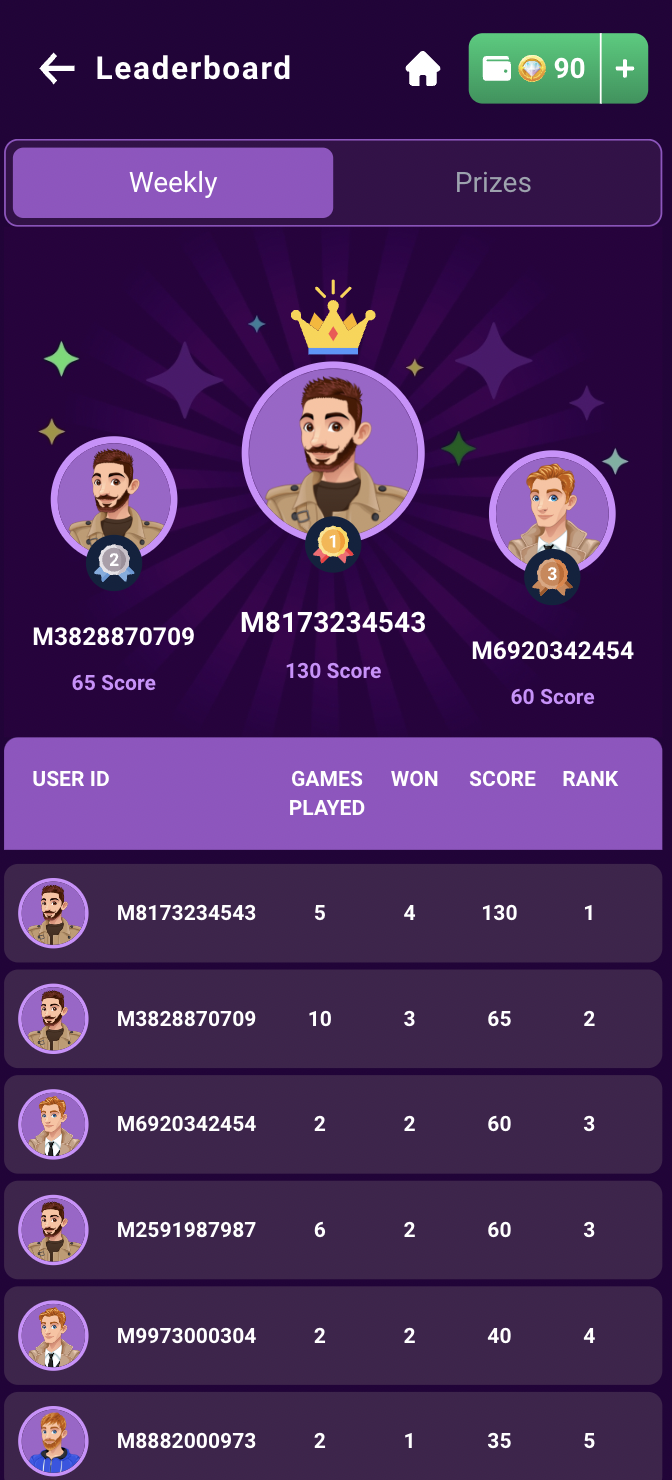 Leaderboard 90 +
Weekly Prizes
1
2
3
M8173234543
M3828870709
M6920342454
130 Score
65 Score
60 Score
USER ID GAMES PLAYED WON SCORE RANK
M8173234543 5 4 130 1
M3828870709 10 3 65 2
M6920342454 2 2 60 3
M2591987987 6 2 60 3
M9973000304 2 2 40 4
M8882000973 2 1 35 5